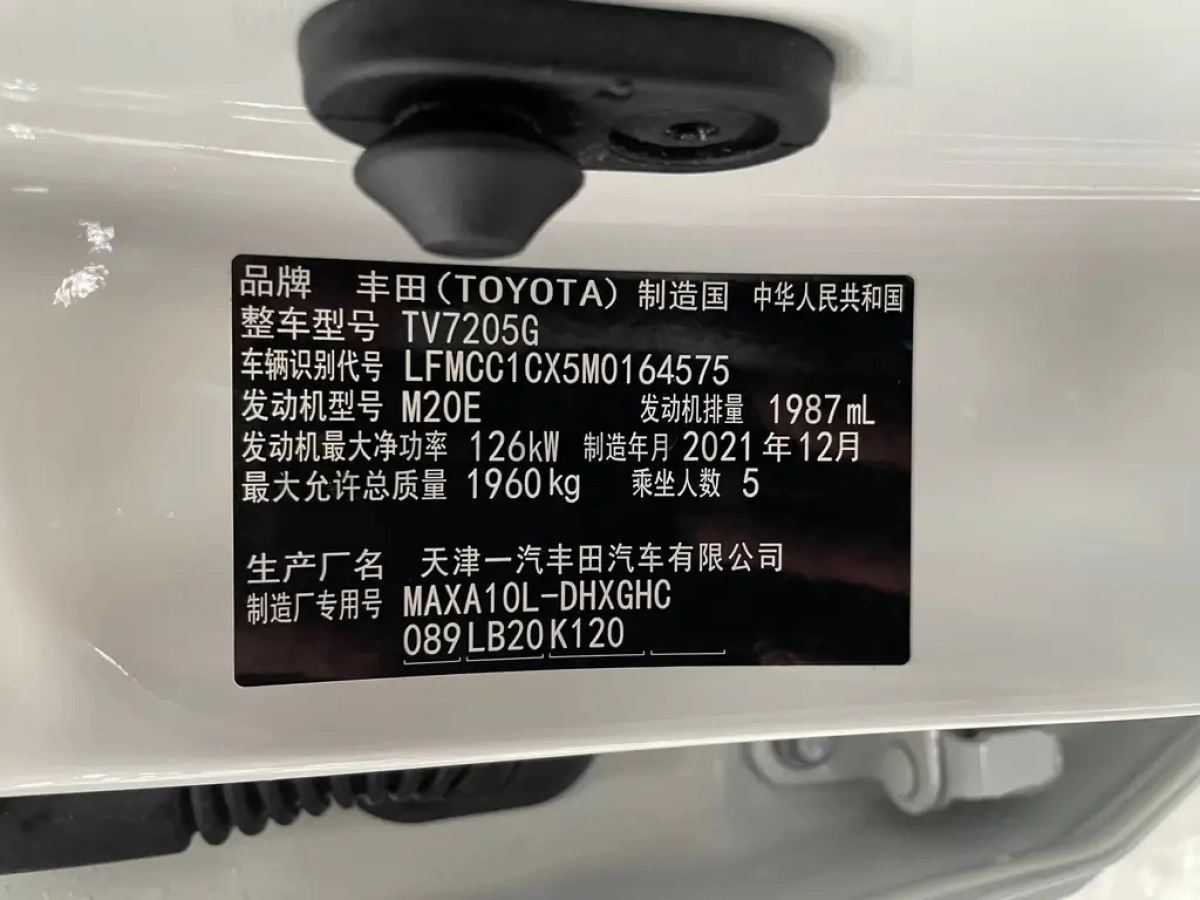 品牌 丰田(TOYOTA) 制造国 中华人民共和国
整车型号 TV7205G
车辆识别代号 LFMCC1CX5M0164575
发动机型号 M20E 发动机排量 1987mL
发动机最大净功率 126kW 制造年月 2021年12月
最大允许总质量 1960kg 乘坐人数 5
生产厂名 天津一汽丰田汽车有限公司
制造厂专用号 MAXA10L-DHXGHC
089 LB20 K120